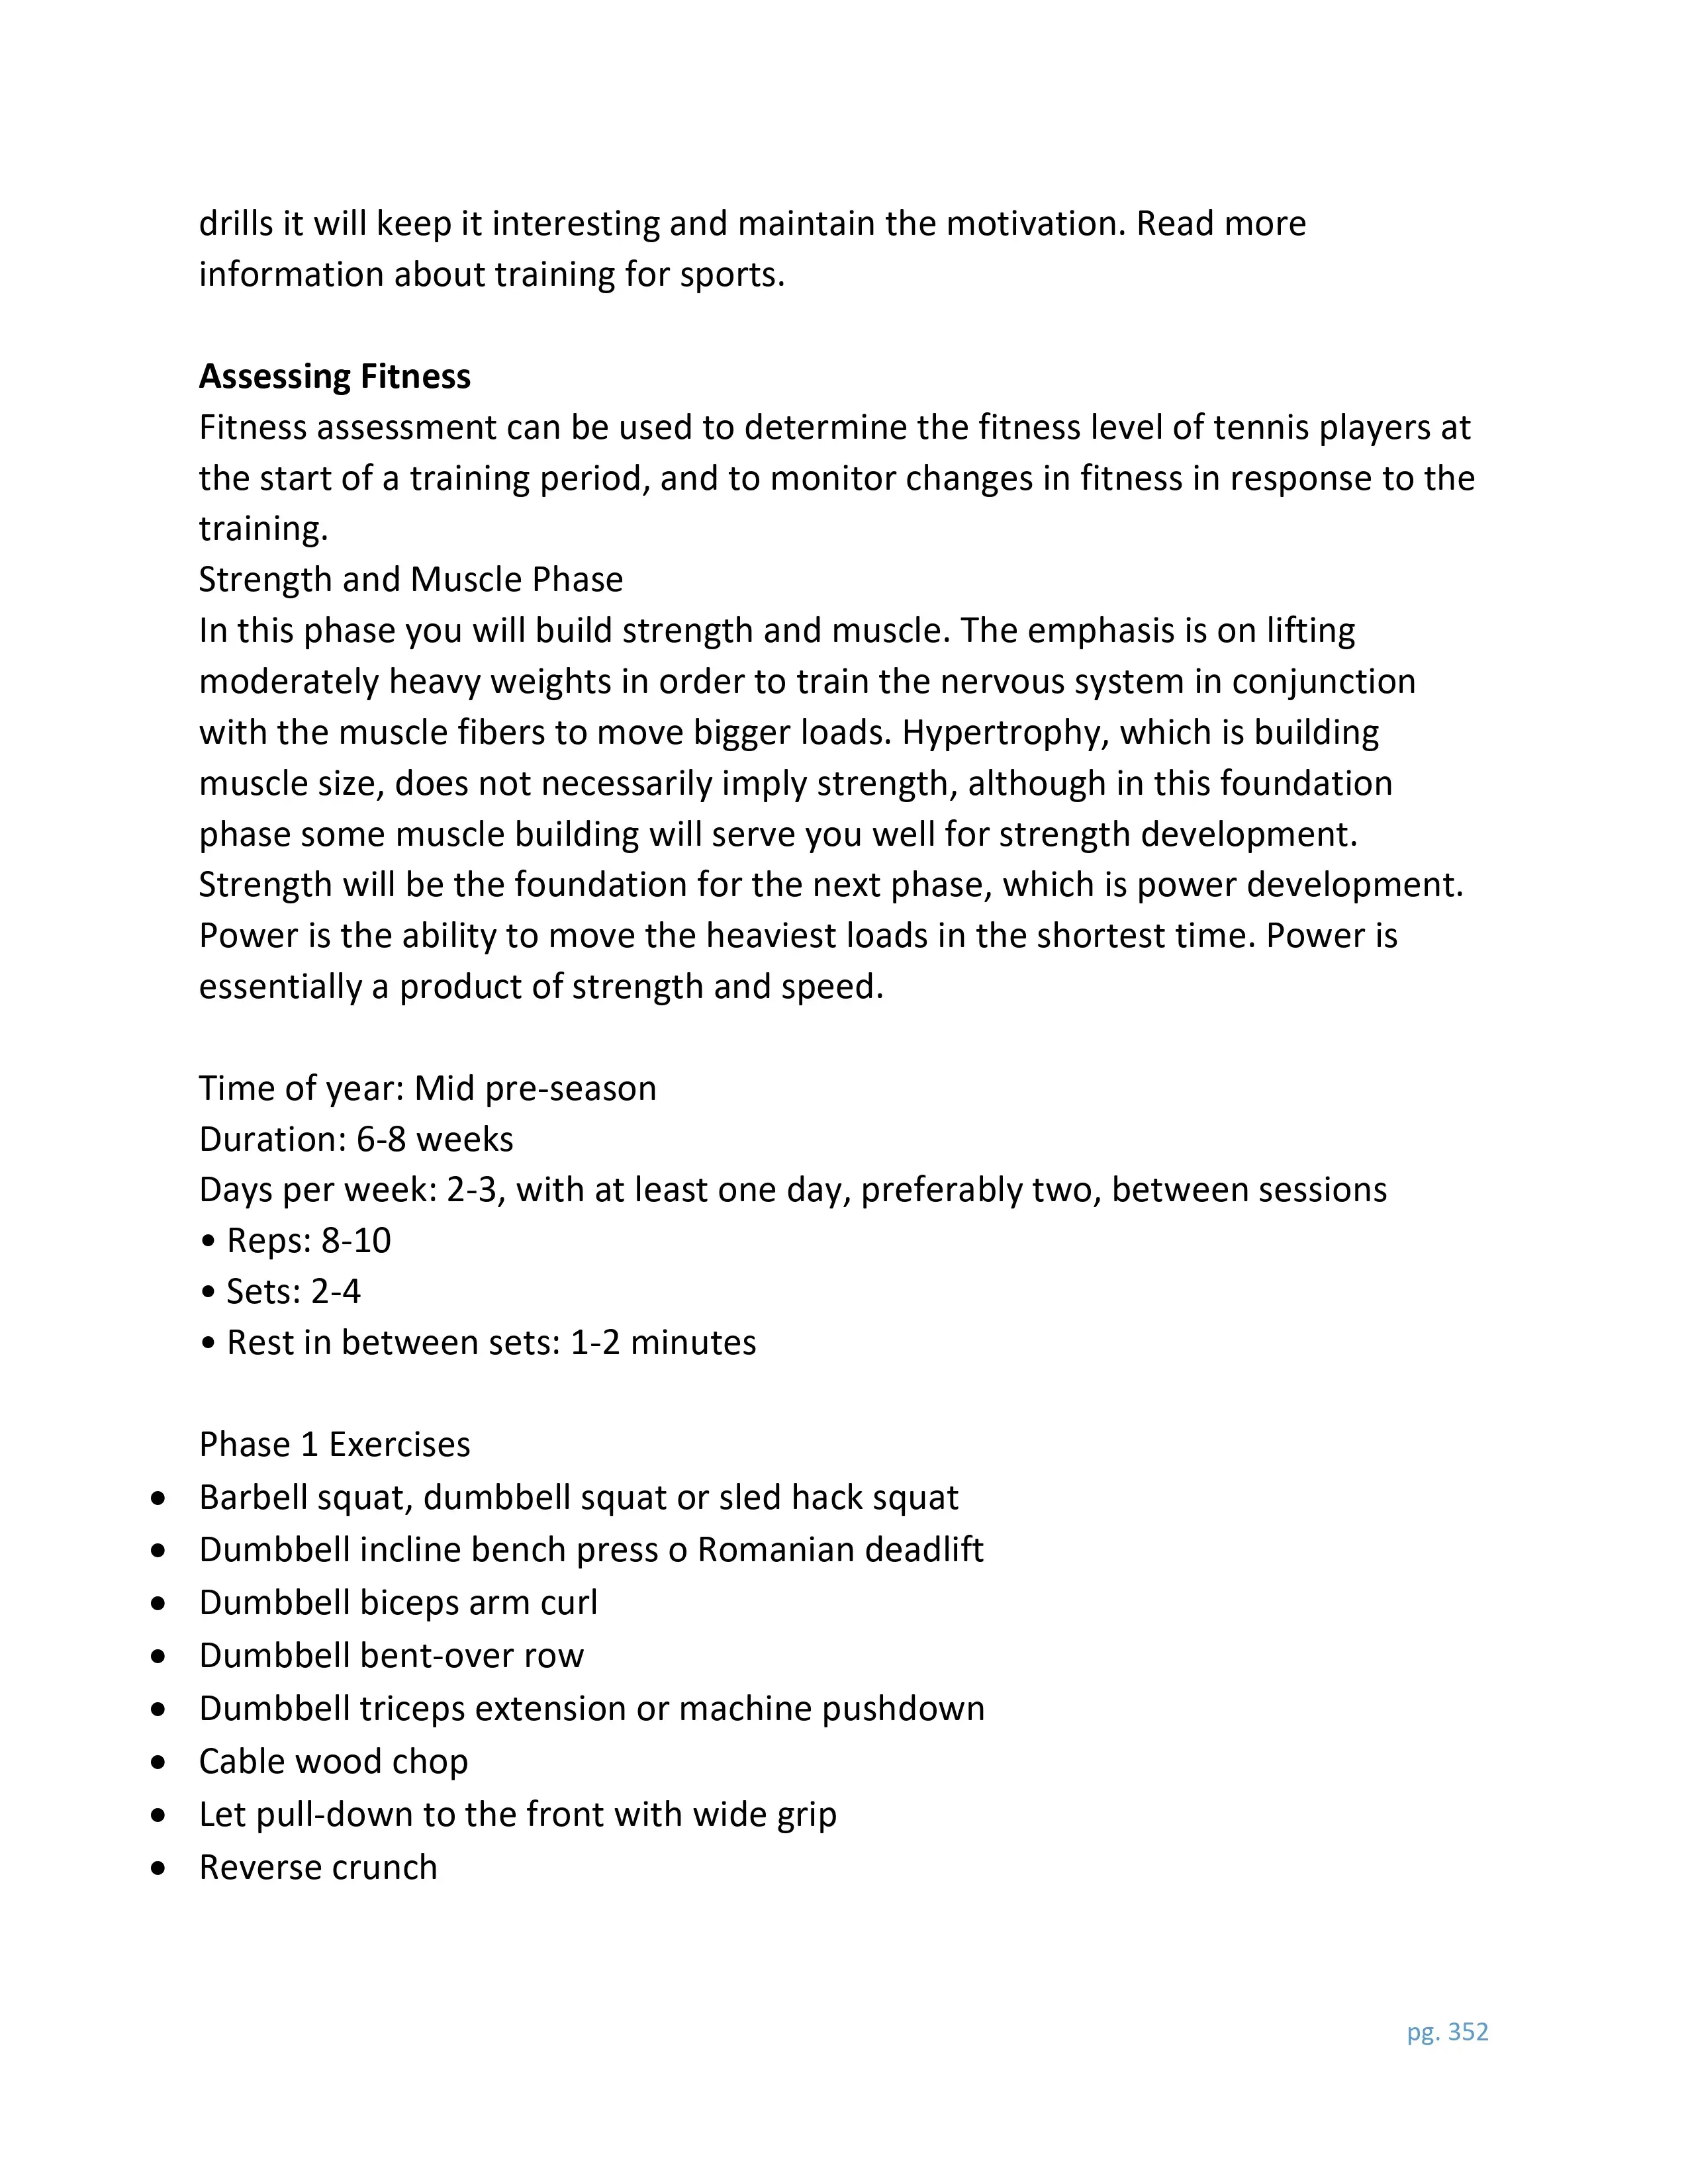 drills it will keep it interesting and maintain the motivation. Read more
information about training for sports.
Assessing Fitness
Fitness assessment can be used to determine the fitness level of tennis players at
the start of a training period, and to monitor changes in fitness in response to the
training.
Strength and Muscle Phase
In this phase you will build strength and muscle. The emphasis is on lifting
moderately heavy weights in order to train the nervous system in conjunction
with the muscle fibers to move bigger loads. Hypertrophy, which is building
muscle size, does not necessarily imply strength, although in this foundation
phase some muscle building will serve you well for strength development.
Strength will be the foundation for the next phase, which is power development.
Power is the ability to move the heaviest loads in the shortest time. Power is
essentially a product of strength and speed.
Time of year: Mid pre-season
Duration: 6-8 weeks
Days per week: 2-3, with at least one day, preferably two, between sessions
• Reps: 8-10
• Sets: 2-4
• Rest in between sets: 1-2 minutes
Phase 1 Exercises
• Barbell squat, dumbbell squat or sled hack squat
• Dumbbell incline bench press o Romanian deadlift
• Dumbbell biceps arm curl
• Dumbbell bent-over row
• Dumbbell triceps extension or machine pushdown
• Cable wood chop
• Let pull-down to the front with wide grip
• Reverse crunch
pg. 352